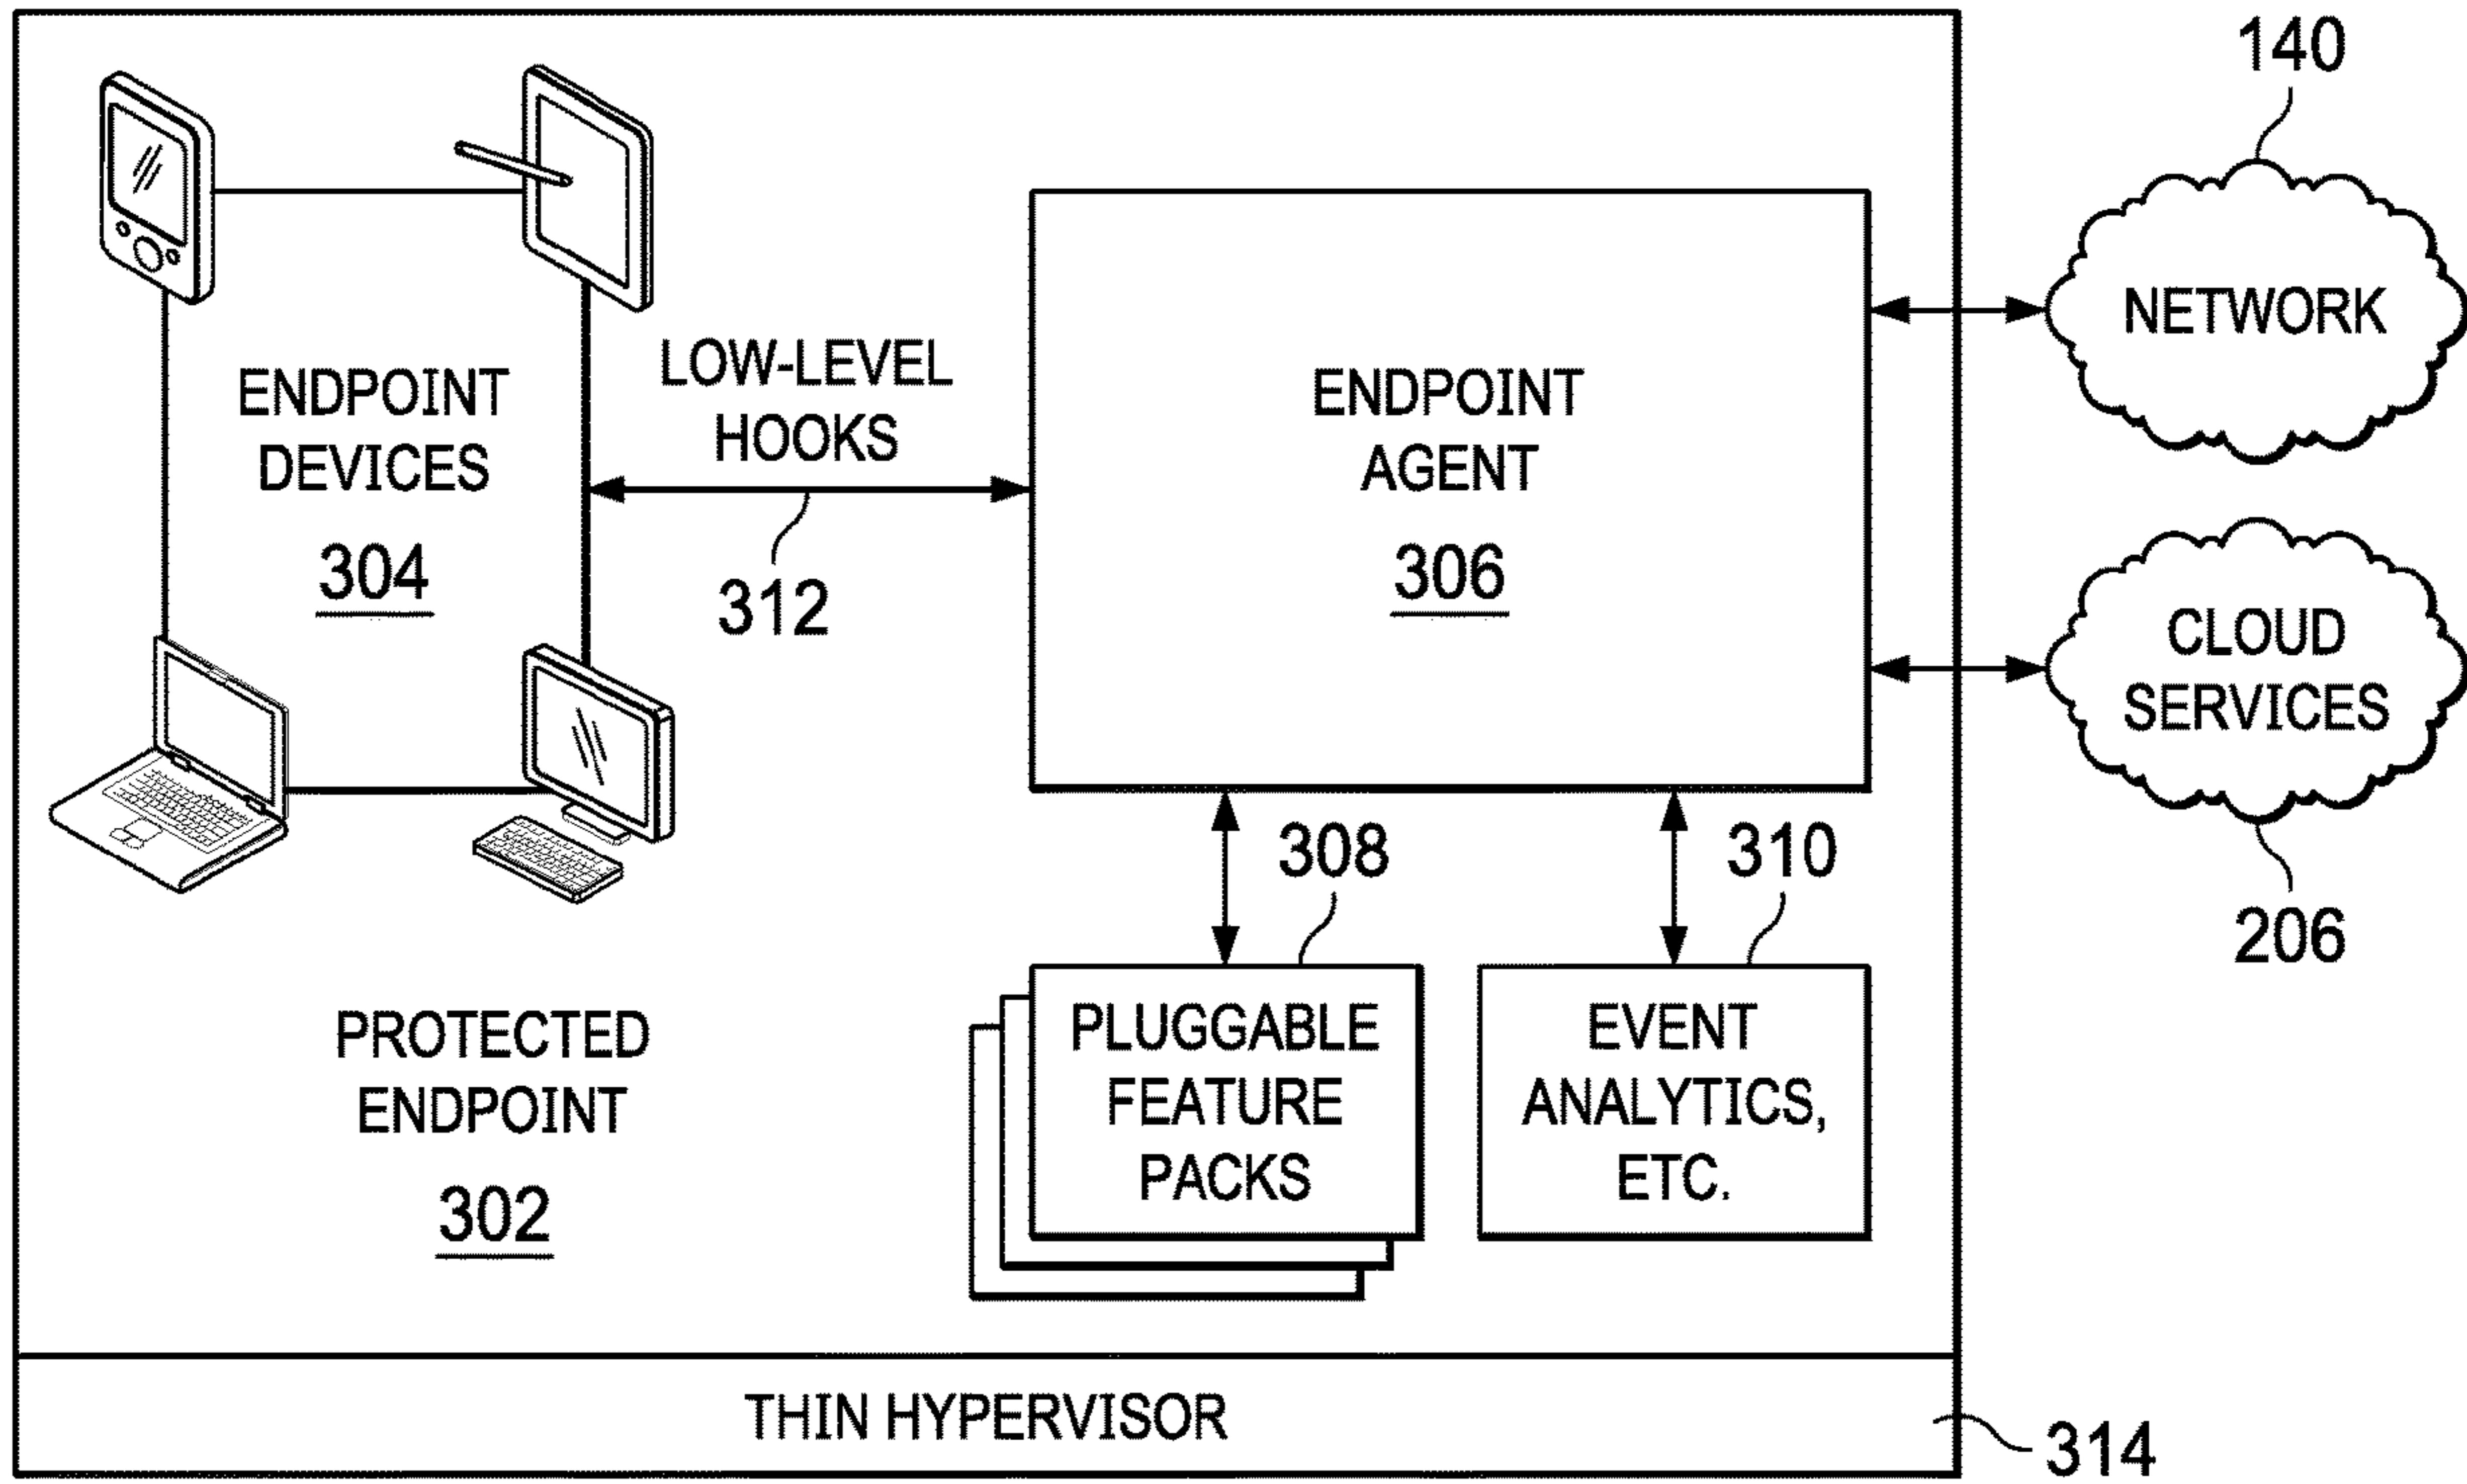 140
NETWORK
ENDPOINT
DEVICES
304
LOW-LEVEL
HOOKS
312
ENDPOINT
AGENT
306
CLOUD
SERVICES
206
308
310
PLUGGABLE
FEATURE
PACKS
EVENT
ANALYTICS,
ETC.
PROTECTED
ENDPOINT
302
THIN HYPERVISOR
314